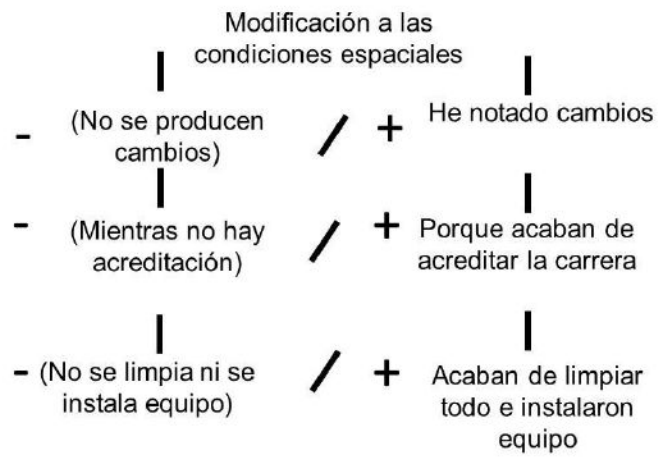 Modificación a las
condiciones espaciales
- (No se producen
cambios)
/ + He notado cambios
- (Mientras no hay
acreditación)
/ + Porque acaban de
acreditar la carrera
- (No se limpia ni se
instala equipo)
/ + Acaban de limpiar
todo e instalaron
equipo